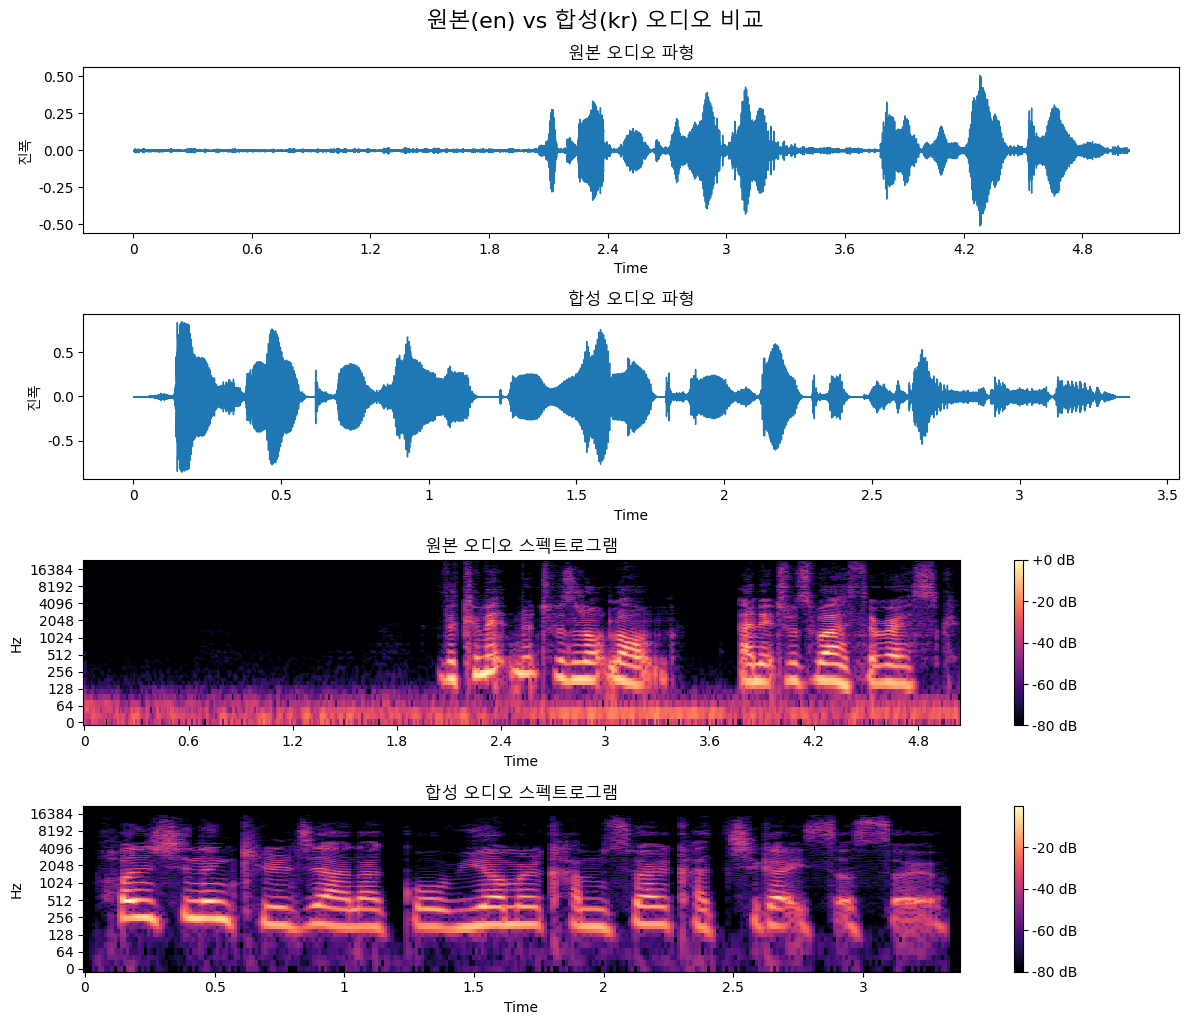 원본(en) vs 합성(kr) 오디오 비교
원본 오디오 파형
진폭
0.50
0.25
0.00
-0.25
-0.50
0 0.6 1.2 1.8 2.4 3 3.6 4.2 4.8
Time
합성 오디오 파형
진폭
0.5
0.0
-0.5
0 0.5 1 1.5 2 2.5 3 3.5
Time
원본 오디오 스펙트로그램
Hz
16384
8192
4096
2048
1024
512
256
128
64
0
0 0.6 1.2 1.8 2.4 3 3.6 4.2 4.8
Time
+0 dB
-20 dB
-40 dB
-60 dB
-80 dB
합성 오디오 스펙트로그램
Hz
16384
8192
4096
2048
1024
512
256
128
64
0
0 0.5 1 1.5 2 2.5 3
Time
-20 dB
-40 dB
-60 dB
-80 dB